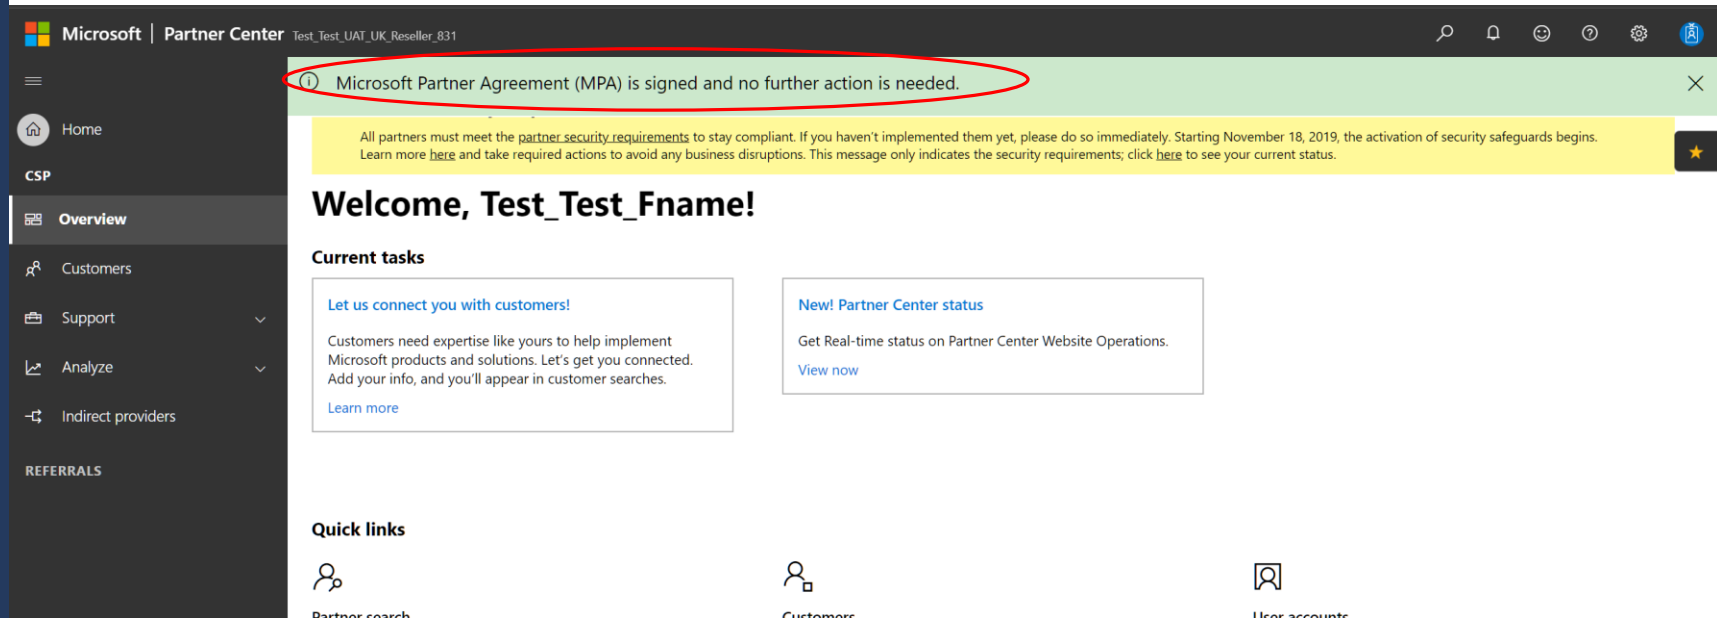 Microsoft | Partner Center Test_Test_UAT_UK_Reseller_831
Microsoft Partner Agreement (MPA) is signed and no further action is needed.
Home
All partners must meet the partner security requirements to stay compliant. If you haven't implemented them yet, please do so immediately. Starting November 18, 2019, the activation of security safeguards begins.
Learn more here and take required actions to avoid any business disruptions. This message only indicates the security requirements; click here to see your current status.
CSP
Overview
Customers
Support
Analyze
Indirect providers
REFERRALS
Welcome, Test_Test_Fname!
Current tasks
Let us connect you with customers!
Customers need expertise like yours to help implement
Microsoft products and solutions. Let's get you connected.
Add your info, and you'll appear in customer searches.
Learn more
New! Partner Center status
Get Real-time status on Partner Center Website Operations.
View now
Quick links
Partner search
Customers
User accounts